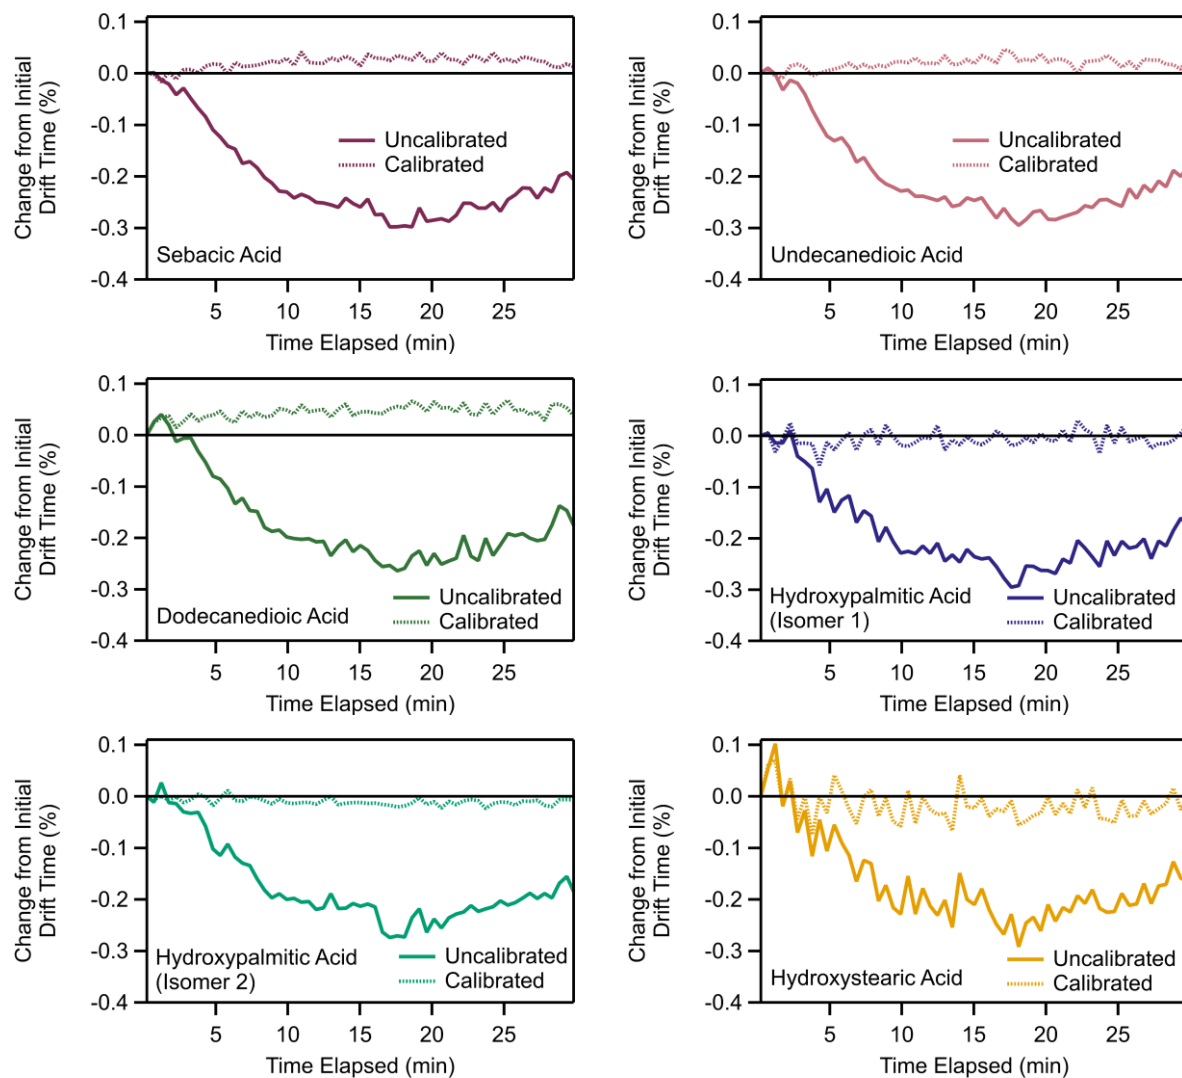 Change from Initial
Drift Time (%)
0.1
0.0
-0.1
-0.2
-0.3
-0.4
Uncalibrated
Calibrated
Sebacic Acid
5 10 15 20 25
Time Elapsed (min)
Change from Initial
Drift Time (%)
0.1
0.0
-0.1
-0.2
-0.3
-0.4
Uncalibrated
Calibrated
Undecanedioic Acid
5 10 15 20 25
Time Elapsed (min)
Change from Initial
Drift Time (%)
0.1
0.0
-0.1
-0.2
-0.3
-0.4
Uncalibrated
Calibrated
Dodecanedioic Acid
5 10 15 20 25
Time Elapsed (min)
Change from Initial
Drift Time (%)
0.1
0.0
-0.1
-0.2
-0.3
-0.4
Uncalibrated
Calibrated
Hydroxypalmitic Acid
(Isomer 1)
5 10 15 20 25
Time Elapsed (min)
Change from Initial
Drift Time (%)
0.1
0.0
-0.1
-0.2
-0.3
-0.4
Uncalibrated
Calibrated
Hydroxypalmitic Acid
(Isomer 2)
5 10 15 20 25
Time Elapsed (min)
Change from Initial
Drift Time (%)
0.1
0.0
-0.1
-0.2
-0.3
-0.4
Uncalibrated
Calibrated
Hydroxystearic Acid
5 10 15 20 25
Time Elapsed (min)